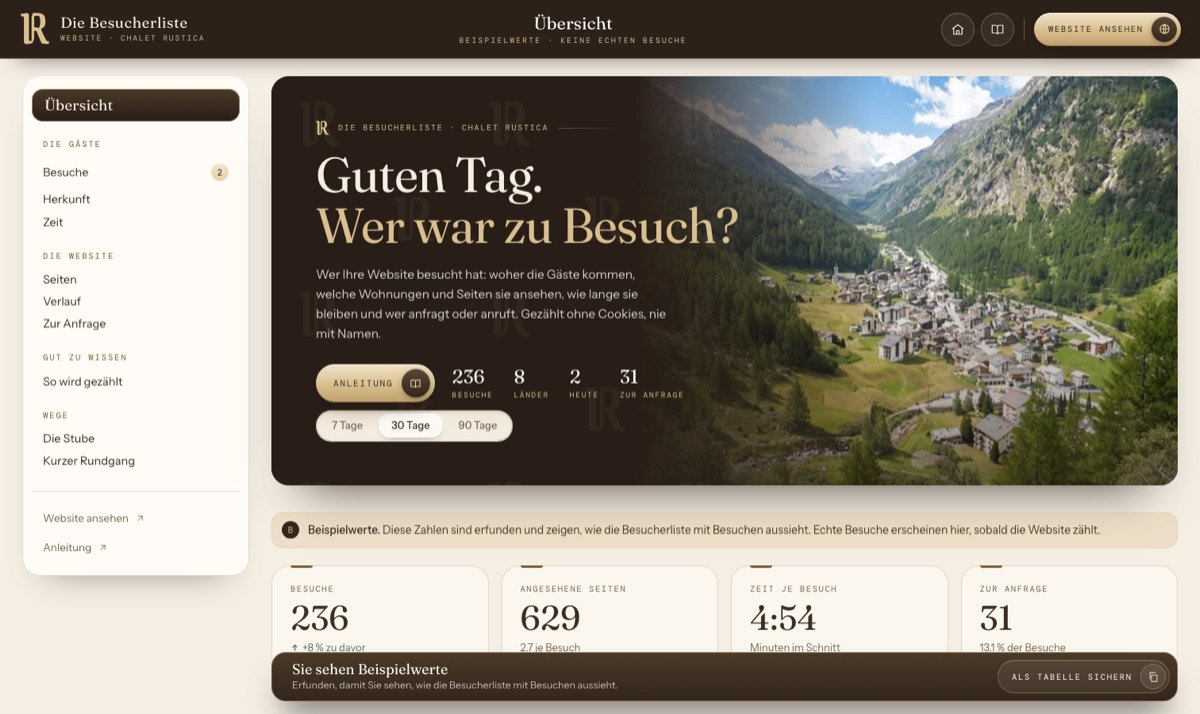 Die Besucherliste
WEBSITE · CHALET RUSTICA
Übersicht
BEISPIELWERTE · KEINE ECHTEN BESUCHE
WEBSITE ANSEHEN
Übersicht
DIE GÄSTE
Besuche 2
Herkunft
Zeit
DIE WEBSITE
Seiten
Verlauf
Zur Anfrage
GUT ZU WISSEN
So wird gezählt
WEGE
Die Stube
Kurzer Rundgang
Website ansehen ↗
Anleitung ↗
DIE BESUCHERLISTE · CHALET RUSTICA
Guten Tag.
Wer war zu Besuch?
Wer Ihre Website besucht hat: woher die Gäste kommen,
welche Wohnungen und Seiten sie ansehen, wie lange sie
bleiben und wer anfragt oder anruft. Gezählt ohne Cookies, nie
mit Namen.
ANLEITUNG
236 8 2 31
BESUCHE LÄNDER HEUTE ZUR ANFRAGE
7 Tage 30 Tage 90 Tage
B Beispielwerte. Diese Zahlen sind erfunden und zeigen, wie die Besucherliste mit Besuchen aussieht. Echte Besuche erscheinen hier, sobald die Website zählt.
BESUCHE
236
↑ +8 % zu davor
ANGESEHENE SEITEN
629
2.7 je Besuch
ZEIT JE BESUCH
4:54
Minuten im Schnitt
ZUR ANFRAGE
31
13.1 % der Besuche
Sie sehen Beispielwerte
Erfunden, damit Sie sehen, wie die Besucherliste mit Besuchen aussieht.
ALS TABELLE SICHERN